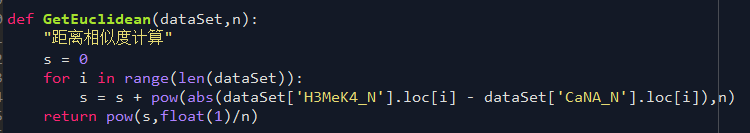 def GetEuclidean(dataSet,n):
    "距离相似度计算"
    s = 0
    for i in range(len(dataSet)):
        s = s + pow(abs(dataSet['H3MeK4_N'].loc[i] - dataSet['CaNA_N'].loc[i]),n)
    return pow(s,float(1)/n)